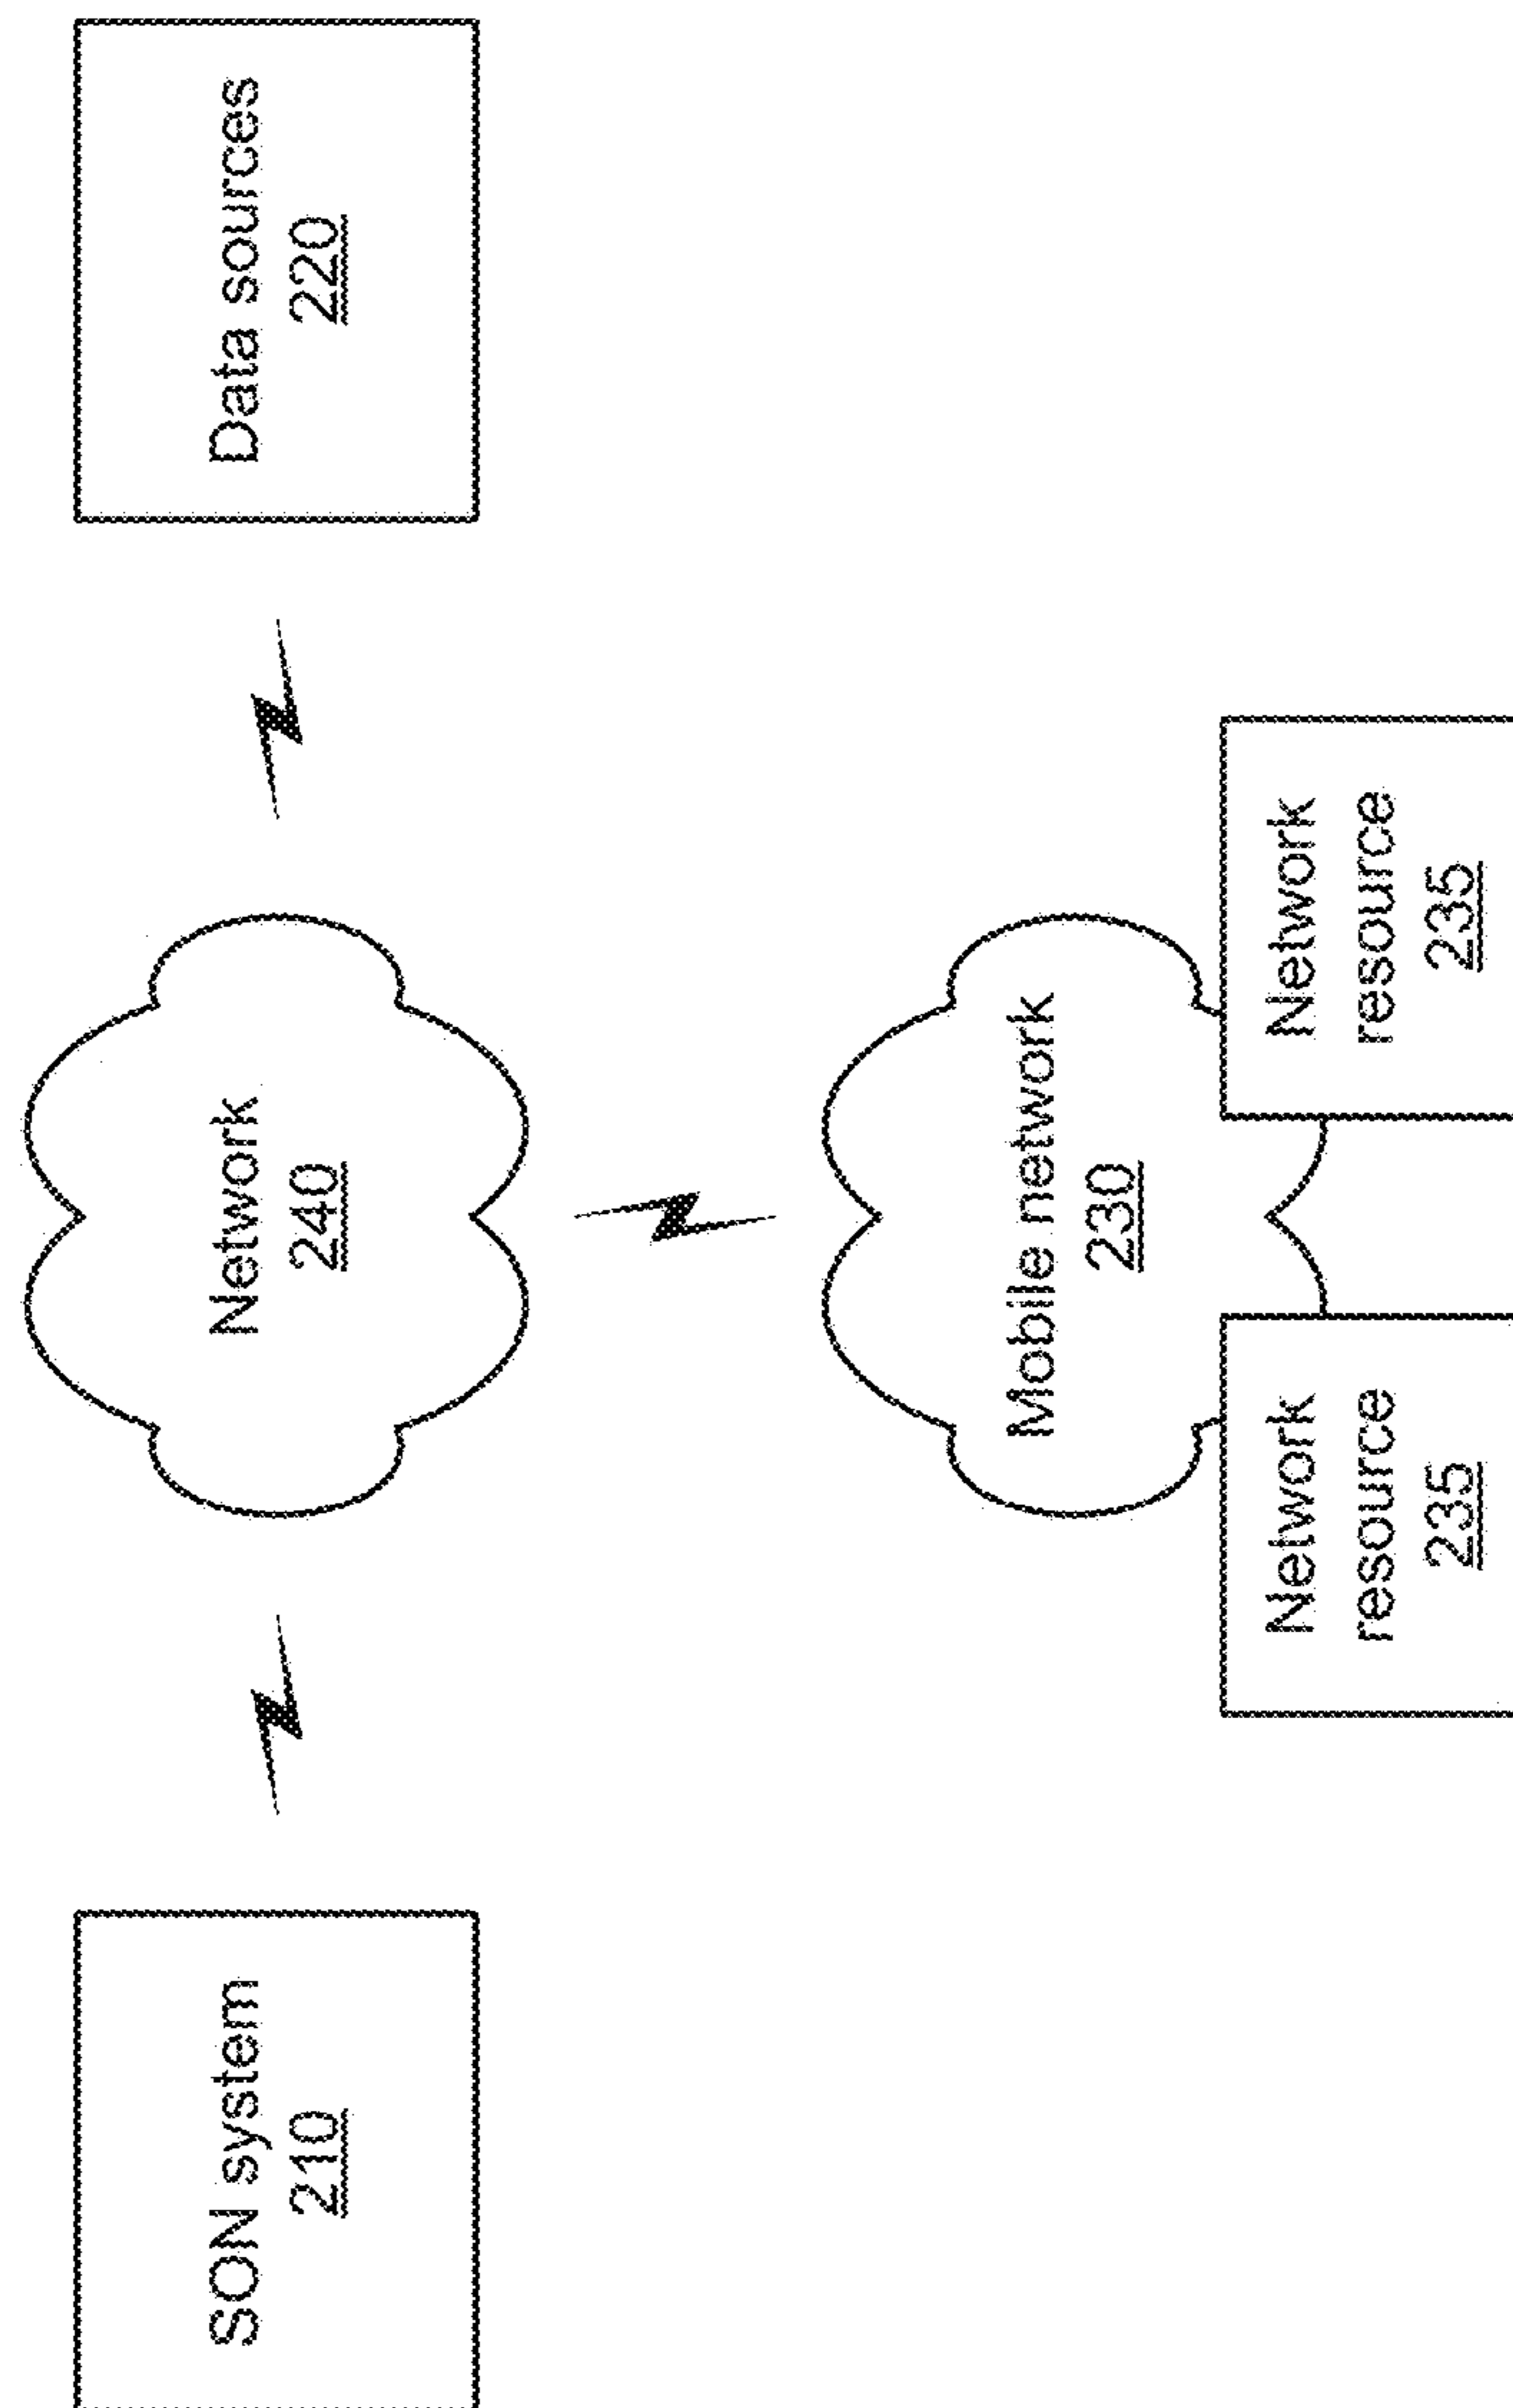 SON system
210
Network
240
Data sources
220
Mobile network
230
Network
resource
235
Network
resource
235